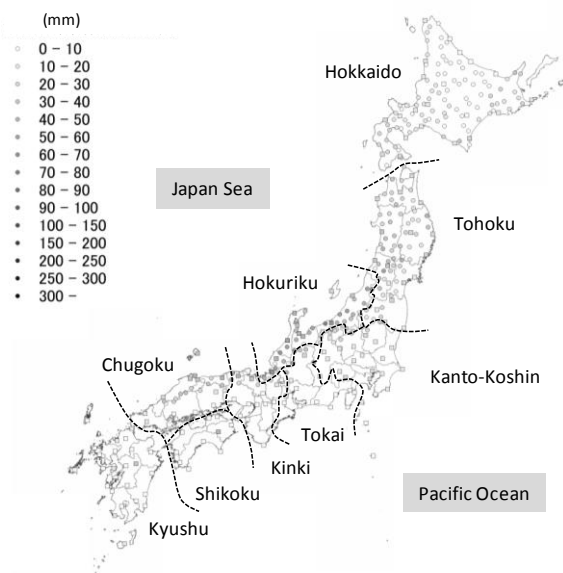 (mm)
0 - 10
10 - 20
20 - 30
30 - 40
40 - 50
50 - 60
60 - 70
70 - 80
80 - 90
90 - 100
100 - 150
150 - 200
200 - 250
250 - 300
300 -
Hokkaido
Japan Sea
Tohoku
Hokuriku
Chugoku
Kanto-Koshin
Tokai
Kinki
Shikoku
Pacific Ocean
Kyushu